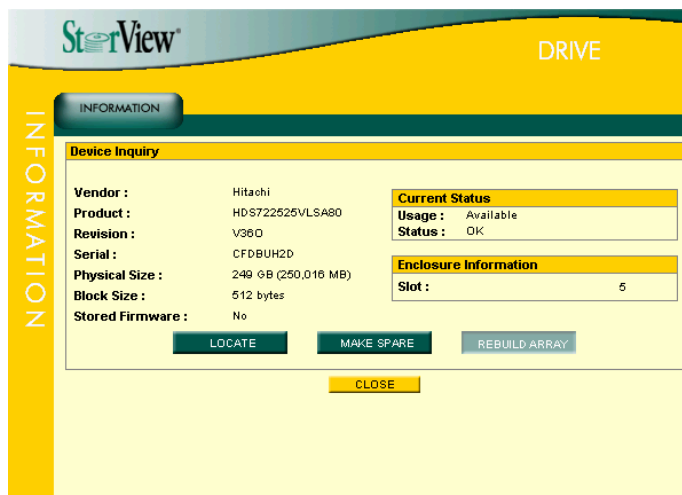 StorView®
DRIVE
INFORMATION
INFORMATION
Device Inquiry
Vendor : Hitachi
Product : HDS722525VLSA80
Revision : V36O
Serial : CFDBUH2D
Physical Size : 249 GB (250,016 MB)
Block Size : 512 bytes
Stored Firmware : No
Current Status
Usage : Available
Status : OK
Enclosure Information
Slot : 5
LOCATE MAKE SPARE REBUILD ARRAY
CLOSE